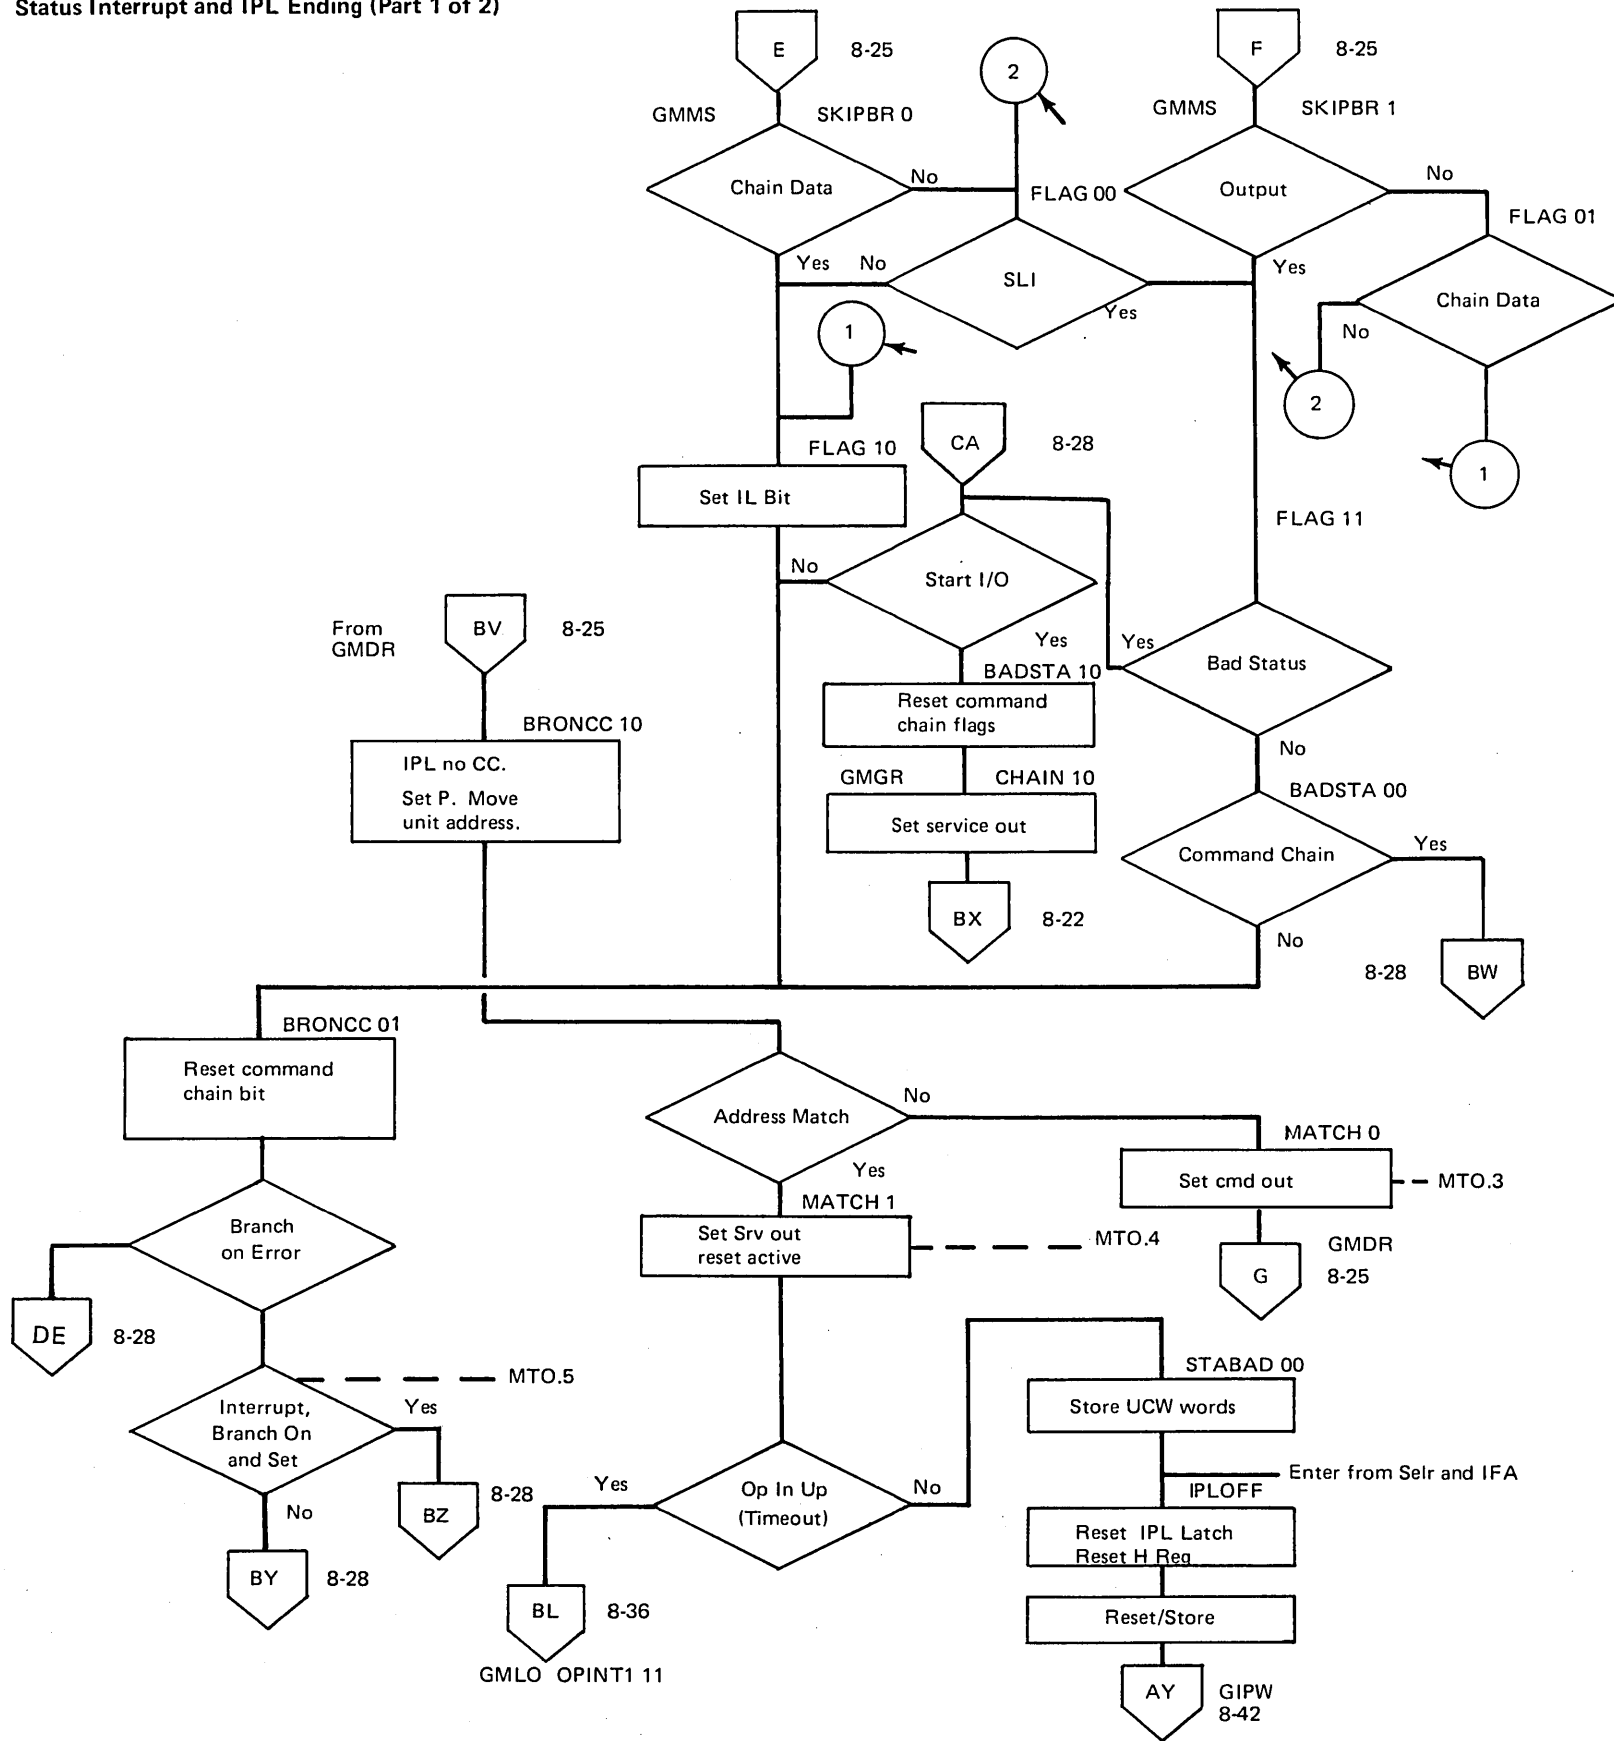 Status Interrupt and IPL Ending (Part 1 of 2)
E
8-25
2
F
8-25
GMMS
SKIPBR 0
GMMS
SKIPBR 1
Chain Data
No
FLAG 00
Output
No
FLAG 01
Yes
No
SLI
Yes
Yes
Chain Data
No
1
2
1
FLAG 10
CA
8-28
Set IL Bit
FLAG 11
No
Start I/O
Yes
Yes
Bad Status
From
GMDR
BV
8-25
BADSTA 10
Reset command
chain flags
BRONCC 10
No
IPL no CC.
Set P. Move
unit address.
GMGR
CHAIN 10
BADSTA 00
Set service out
Command Chain
Yes
BX
8-22
No
8-28
BW
BRONCC 01
Reset command
chain bit
Address Match
No
MATCH 0
Yes
Set cmd out
MTO.3
MATCH 1
Set Srv out
reset active
MTO.4
Branch
on Error
GMDR
G
8-25
DE
8-28
STABAD 00
MTO.5
Interrupt,
Branch On
and Set
Yes
Store UCW words
Enter from Selr and IFA
IPLOFF
Yes
Op In Up
(Timeout)
No
8-28
BZ
No
Reset IPL Latch
Reset H Reg
BY
8-28
BL
8-36
Reset/Store
GMLO OPINT1 11
AY
GIPW
8-42